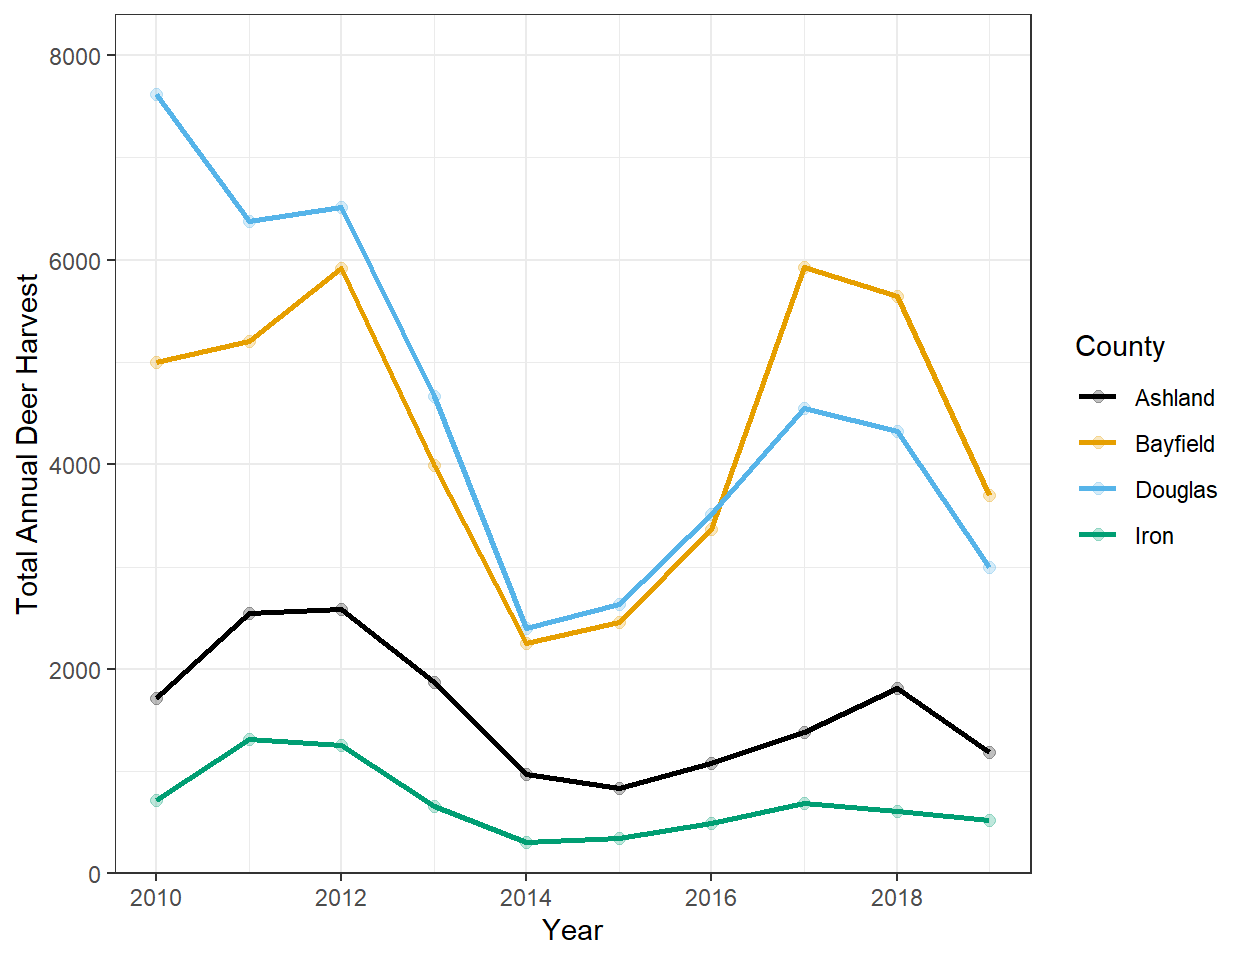 Total Annual Deer Harvest
8000
6000
4000
2000
0
2010 2012 2014 2016 2018
Year
County
Ashland
Bayfield
Douglas
Iron